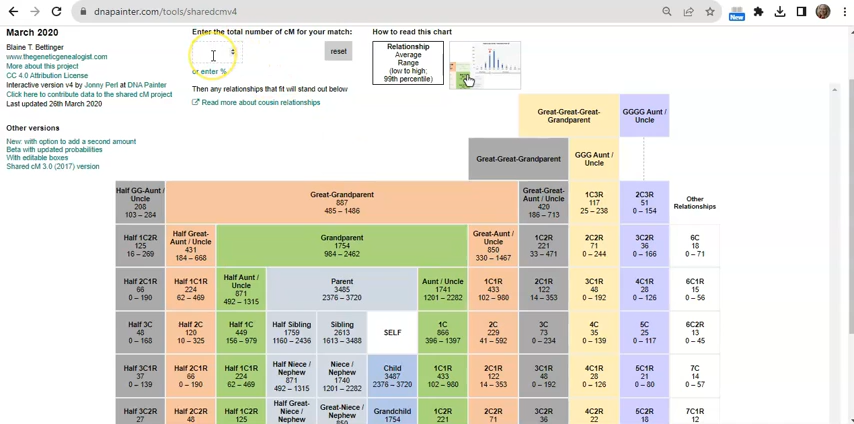 dnapainter.com/tools/sharedcmv4
New
March 2020
Blaine T. Bettinger
www.thegeneticgenealogist.com
More about this project
CC 4.0 Attribution License
Interactive version v4 by Jonny Perl at DNA Painter
Click here to contribute data to the shared cM project
Last updated 26th March 2020
Other versions
New: with option to add a second amount
Beta with updated probabilities
With editable boxes
Shared cM 3.0 (2017) version
Enter the total number of cM for your match:
reset
or enter %
Then any relationships that fit will stand out below
Read more about cousin relationships
How to read this chart
Relationship
Average
Range
(low to high;
99th percentile)
Great-Great-Great-
Grandparent
GGGG Aunt /
Uncle
Great-Great-Grandparent
GGG Aunt /
Uncle
Half GG-Aunt /
Uncle
208
103 – 284
Great-Grandparent
887
485 – 1486
Great-Great-
Aunt / Uncle
420
186 – 713
1C3R
117
25 – 238
2C3R
51
0 – 154
Other
Relationships
Half 1C2R
125
16 – 269
Half Great-
Aunt / Uncle
431
184 – 668
Grandparent
1754
984 – 2462
Great-Aunt /
Uncle
850
330 – 1467
1C2R
221
33 – 471
2C2R
71
0 – 244
3C2R
36
0 – 166
6C
18
0 – 71
Half 2C1R
66
0 – 190
Half 1C1R
224
62 – 469
Half Aunt /
Uncle
871
492 – 1315
Parent
3485
2376 – 3720
Aunt / Uncle
1741
1201 – 2282
1C1R
433
102 – 980
2C1R
122
14 – 353
3C1R
48
0 – 192
4C1R
28
0 – 126
6C1R
15
0 – 56
Half 3C
48
0 – 168
Half 2C
120
10 – 325
Half 1C
449
156 – 979
Half Sibling
1759
1160 – 2436
Sibling
2613
1613 – 3488
SELF
1C
866
396 – 1397
2C
229
41 – 592
3C
73
0 – 234
4C
35
0 – 139
5C
25
0 – 117
6C2R
13
0 – 45
Half 3C1R
37
0 – 139
Half 2C1R
66
0 – 190
Half 1C1R
224
62 – 469
Half Niece /
Nephew
871
492 – 1315
Niece /
Nephew
1740
1201 – 2282
Child
3487
2376 – 3720
1C1R
433
102 – 980
2C1R
122
14 – 353
3C1R
48
0 – 192
4C1R
28
0 – 126
5C1R
21
0 – 80
7C
14
0 – 57
Half 3C2R
27
Half 2C2R
48
Half 1C2R
125
Half Great-
Niece /
Nephew
Great-Niece /
Nephew
850
Grandchild
1754
1C2R
221
2C2R
71
3C2R
36
4C2R
22
5C2R
18
7C1R
12